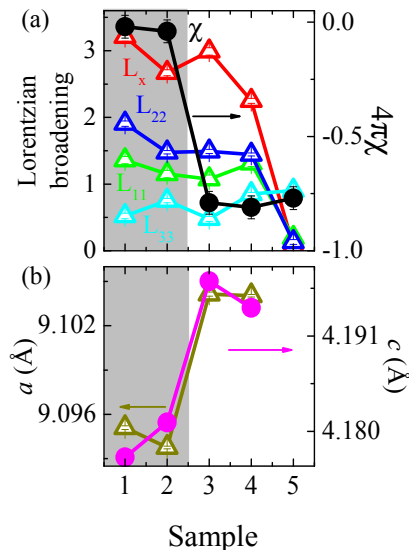 (a)
χ
0.0
3
L_x
2
L_22
-0.5
1
L_11
L_33
0
-1.0
Lorentzian
broadening
4πχ
(b)
9.102
4.191
9.096
4.180
a (Å)
c (Å)
1 2 3 4 5
Sample